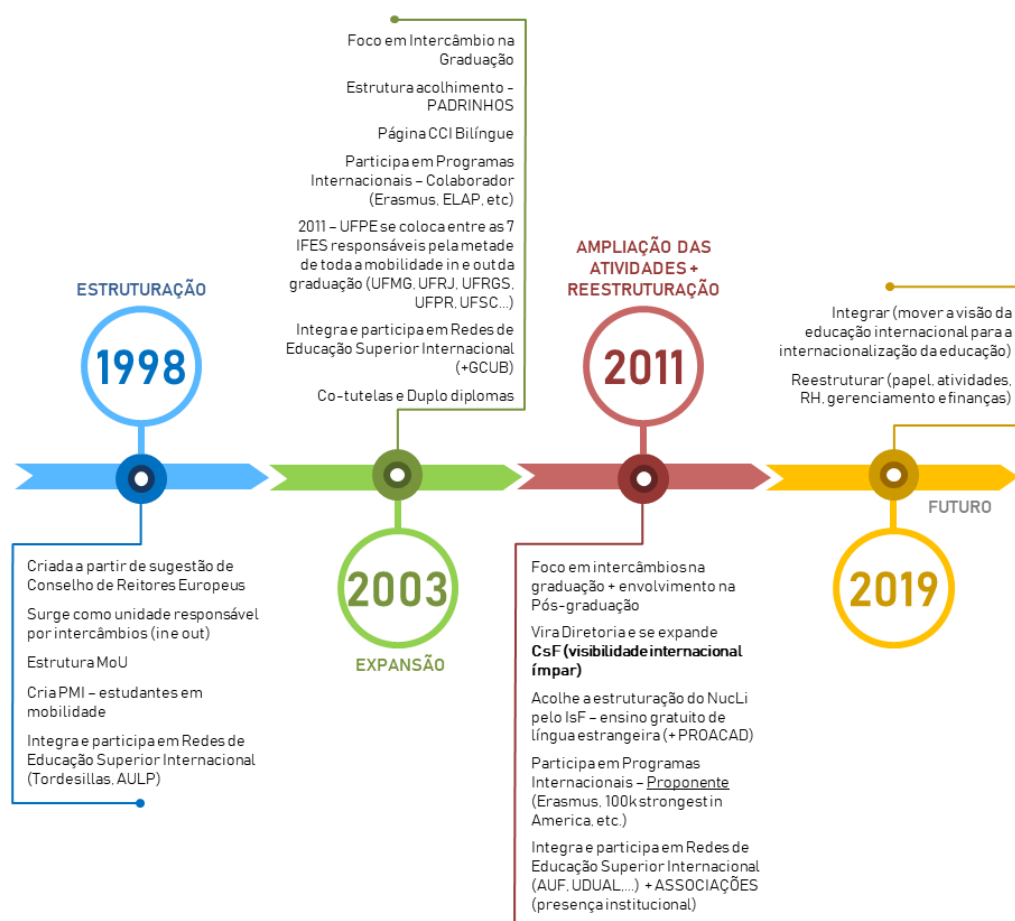 ESTRUTURAÇÃO
1998
Criada a partir de sugestão de
Conselho de Reitores Europeus
Surge como unidade responsável
por intercâmbios (in e out)
Estrutura MoU
Cria PMI – estudantes em
mobilidade
Integra e participa em Redes de
Educação Superior Internacional
(Tordesillas, AULP)
Foco em Intercâmbio na
Graduação
Estrutura acolhimento -
PADRINHOS
Página CCI Bilíngue
Participa em Programas
Internacionais – Colaborador
(Erasmus, ELAP, etc)
2011 – UFPE se coloca entre as 7
IFES responsáveis pela metade
de toda a mobilidade in e out da
graduação (UFMG, UFRJ, UFRGS,
UFPR, UFSC...)
Integra e participa em Redes de
Educação Superior Internacional
(+GCUB)
Co-tutelas e Duplo diplomas
2003
EXPANSÃO
AMPLIAÇÃO DAS
ATIVIDADES +
REESTRUTURAÇÃO
2011
Foco em intercâmbios na
graduação + envolvimento na
Pós-graduação
Vira Diretoria e se expande
CsF (visibilidade internacional
ímpar)
Acolhe a estruturação do NucLi
pelo IsF – ensino gratuito de
língua estrangeira (+ PROACAD)
Participa em Programas
Internacionais – Proponente
(Erasmus, 100k strongest in
America, etc.)
Integra e participa em Redes de
Educação Superior Internacional
(AUF, UDUAL,...) + ASSOCIAÇÕES
(presença institucional)
Integrar (mover a visão da
educação internacional para a
internacionalização da educação)
Reestruturar (papel, atividades,
RH, gerenciamento e finanças)
FUTURO
2019